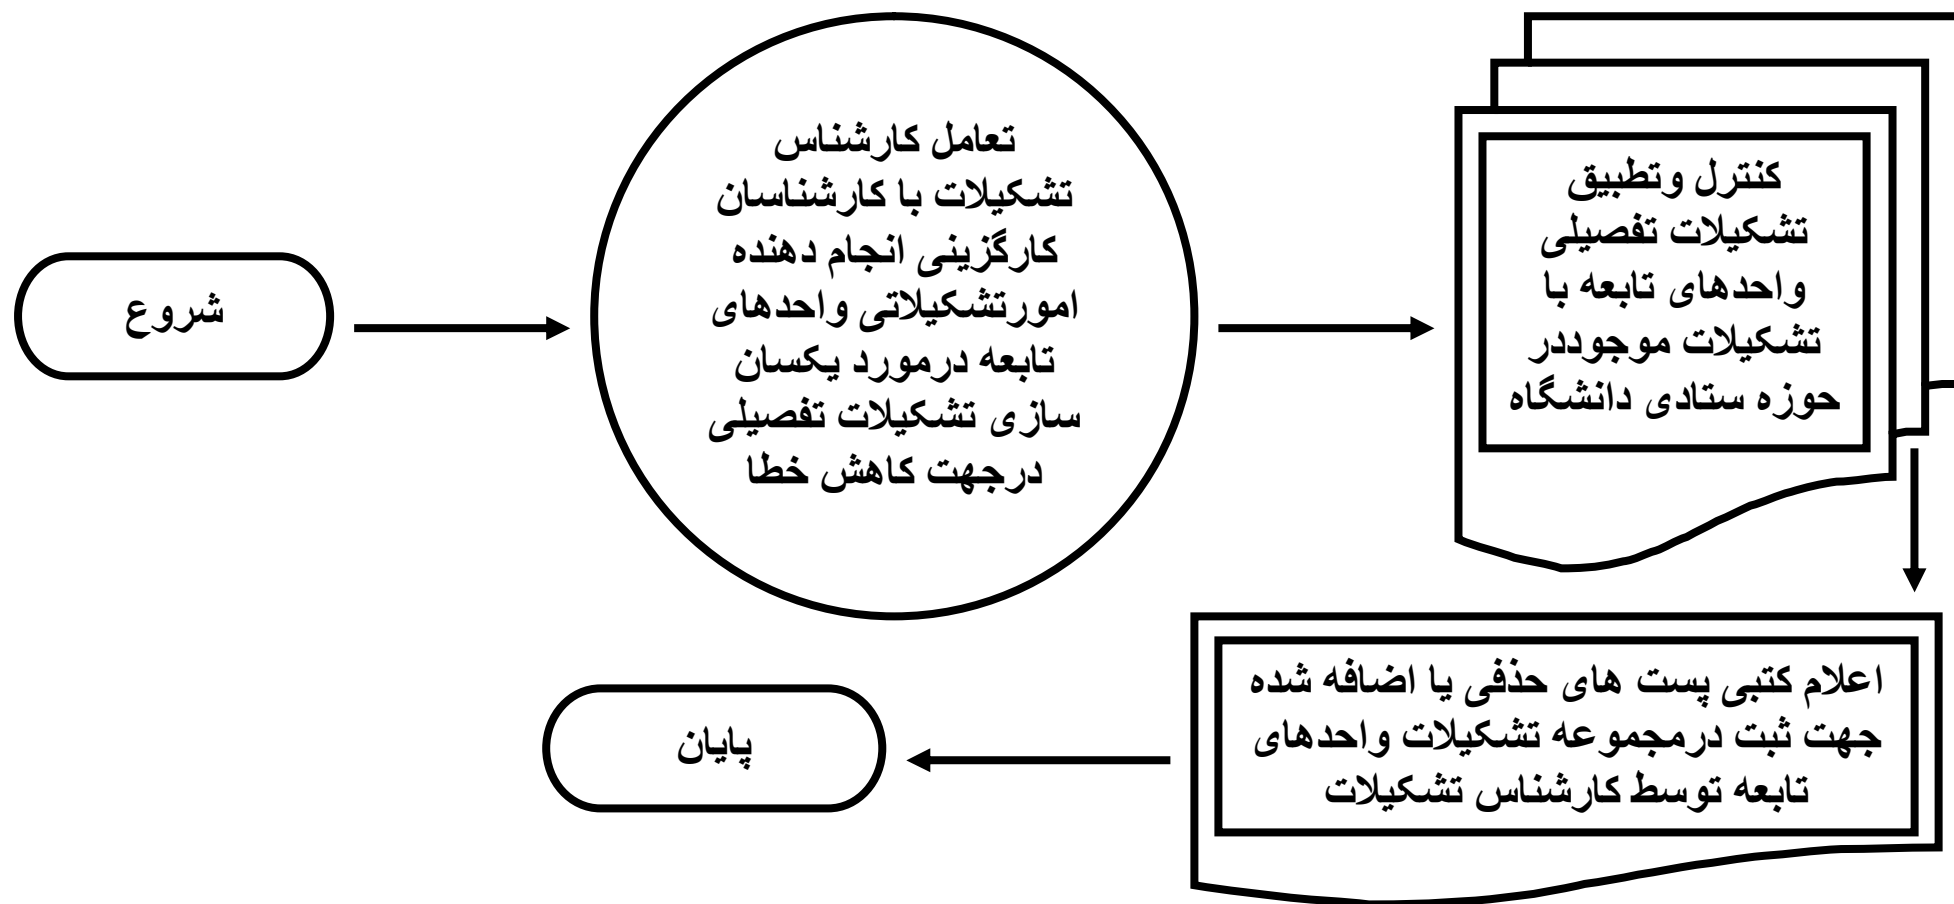 شروع
تعامل کارشناس
تشکیلات با کارشناسان
کارگزینی انجام دهنده
امورتشکیلاتی واحدهای
تابعه درمورد یکسان
سازی تشکیلات تفصیلی
درجهت کاهش خطا
کنترل وتطبیق
تشکیلات تفصیلی
واحدهای تابعه با
تشکیلات موجوددر
حوزه ستادی دانشگاه
اعلام کتبی پست های حذفی یا اضافه شده
جهت ثبت درمجموعه تشکیلات واحدهای
تابعه توسط کارشناس تشکیلات
پایان